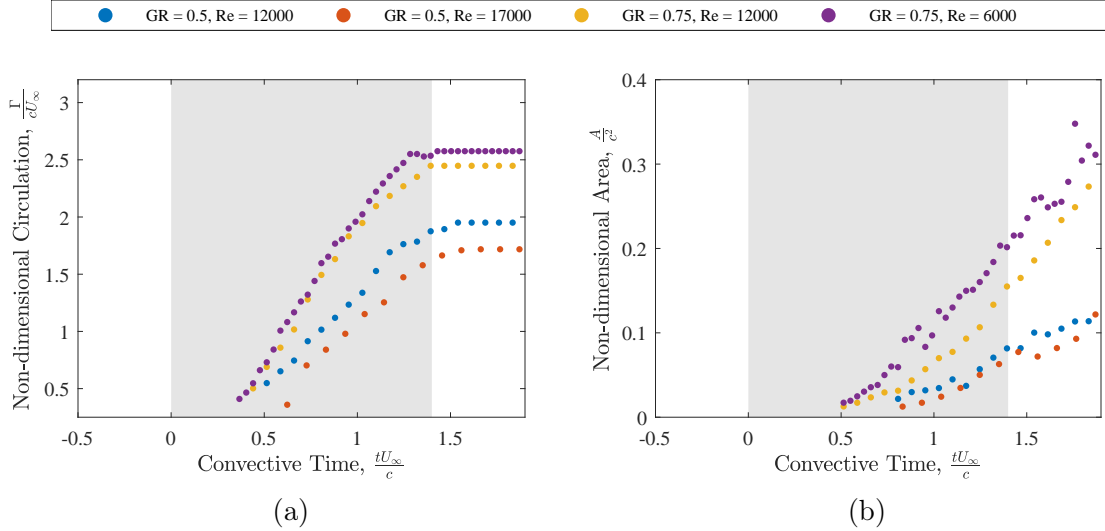 GR = 0.5, Re = 12000 GR = 0.5, Re = 17000 GR = 0.75, Re = 12000 GR = 0.75, Re = 6000
Non-dimensional Circulation, Γ/cU∞
3
2.5
2
1.5
1
0.5
-0.5 0 0.5 1 1.5
Convective Time, tU∞/c
(a)
Non-dimensional Area, A/c²
0.4
0.3
0.2
0.1
0
-0.5 0 0.5 1 1.5
Convective Time, tU∞/c
(b)